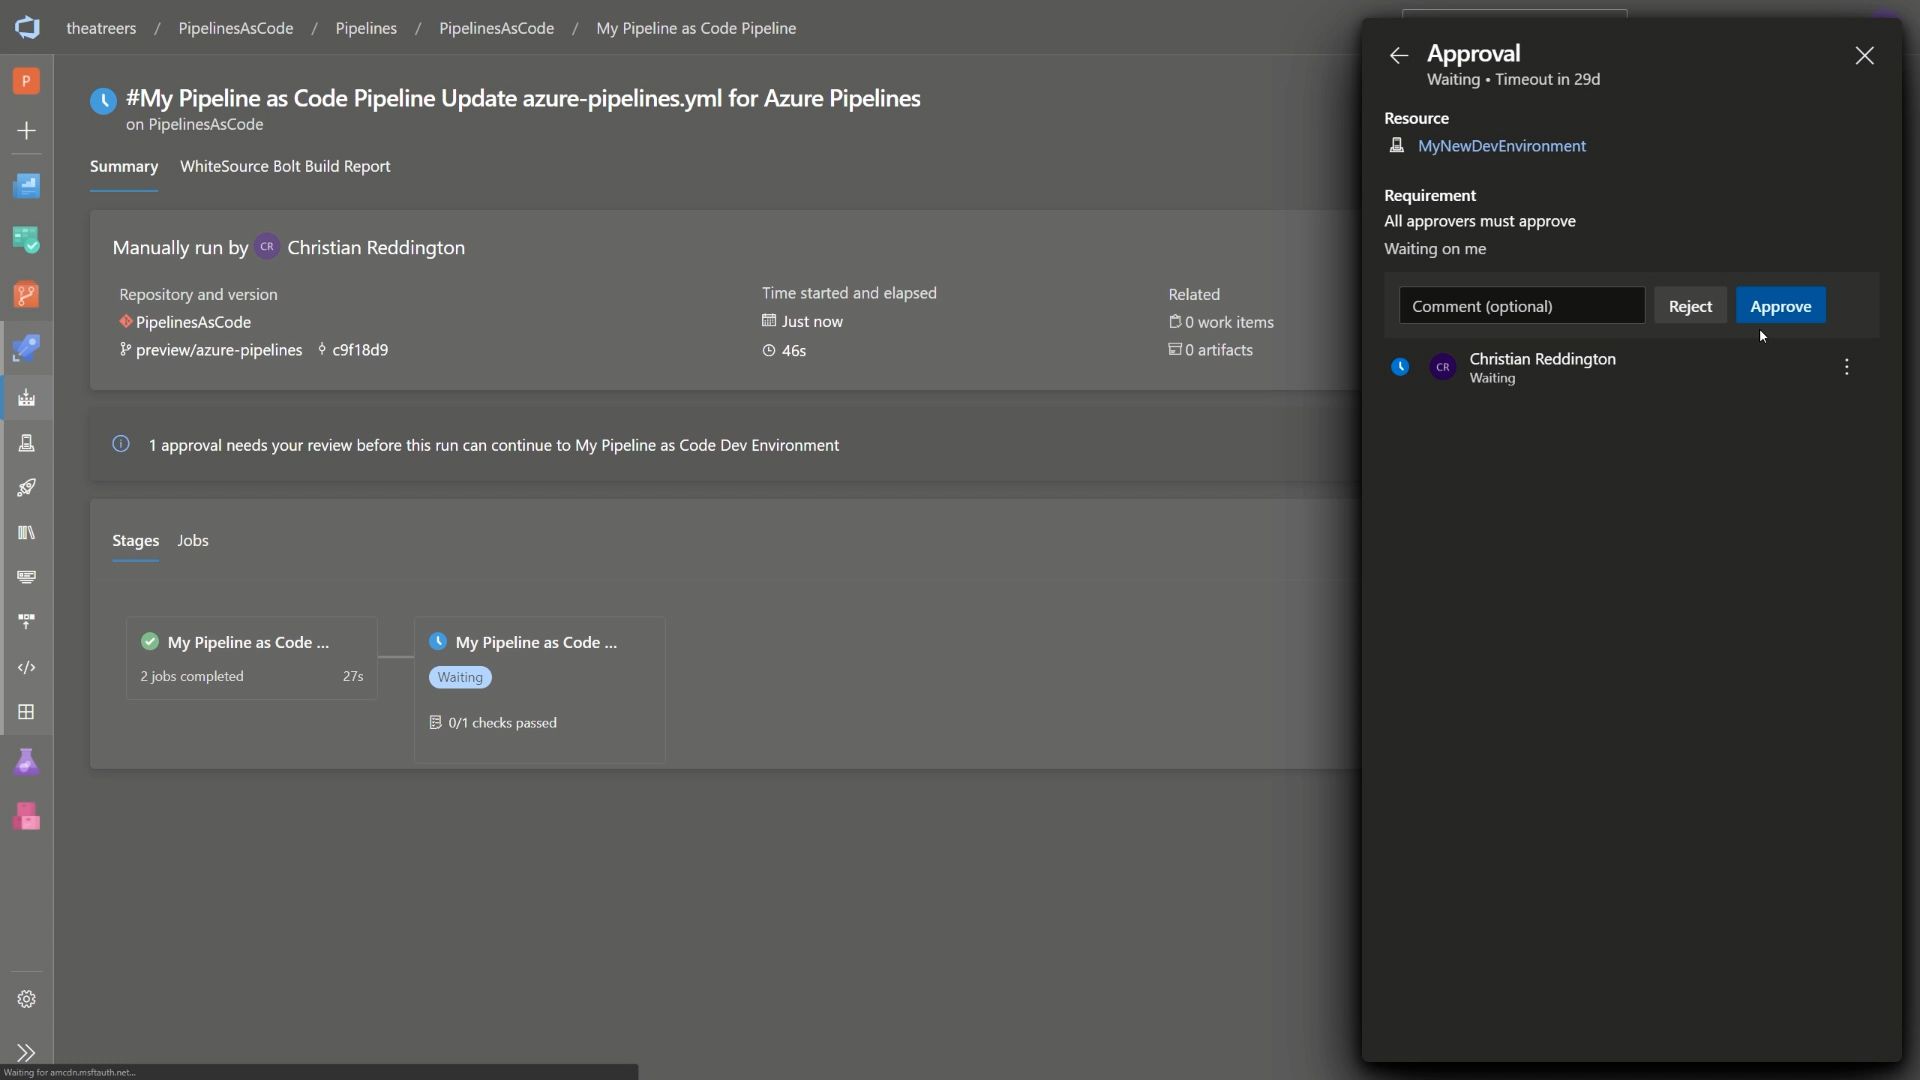 theatreers / PipelinesAsCode / Pipelines / PipelinesAsCode / My Pipeline as Code Pipeline
P
#My Pipeline as Code Pipeline Update azure-pipelines.yml for Azure Pipelines
on PipelinesAsCode
Summary WhiteSource Bolt Build Report
Manually run by CR Christian Reddington
Repository and version
PipelinesAsCode
preview/azure-pipelines c9f18d9
Time started and elapsed
Just now
46s
Related
0 work items
0 artifacts
1 approval needs your review before this run can continue to My Pipeline as Code Dev Environment
Stages Jobs
My Pipeline as Code ...
2 jobs completed 27s
My Pipeline as Code ...
Waiting
0/1 checks passed
Approval
Waiting • Timeout in 29d
Resource
MyNewDevEnvironment
Requirement
All approvers must approve
Waiting on me
Comment (optional) Reject Approve
CR Christian Reddington
Waiting
Waiting for amcdn.msftauth.net...